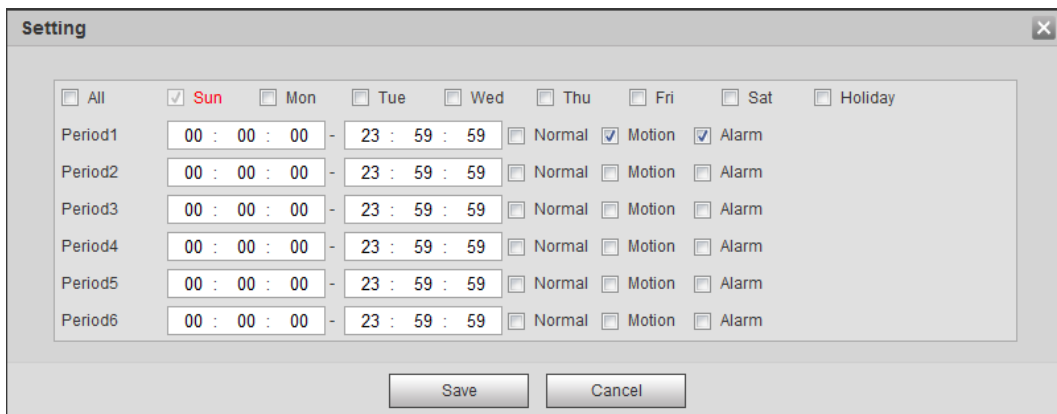 Setting
All Sun Mon Tue Wed Thu Fri Sat Holiday
Period1 00 : 00 : 00 - 23 : 59 : 59 Normal Motion Alarm
Period2 00 : 00 : 00 - 23 : 59 : 59 Normal Motion Alarm
Period3 00 : 00 : 00 - 23 : 59 : 59 Normal Motion Alarm
Period4 00 : 00 : 00 - 23 : 59 : 59 Normal Motion Alarm
Period5 00 : 00 : 00 - 23 : 59 : 59 Normal Motion Alarm
Period6 00 : 00 : 00 - 23 : 59 : 59 Normal Motion Alarm
Save Cancel